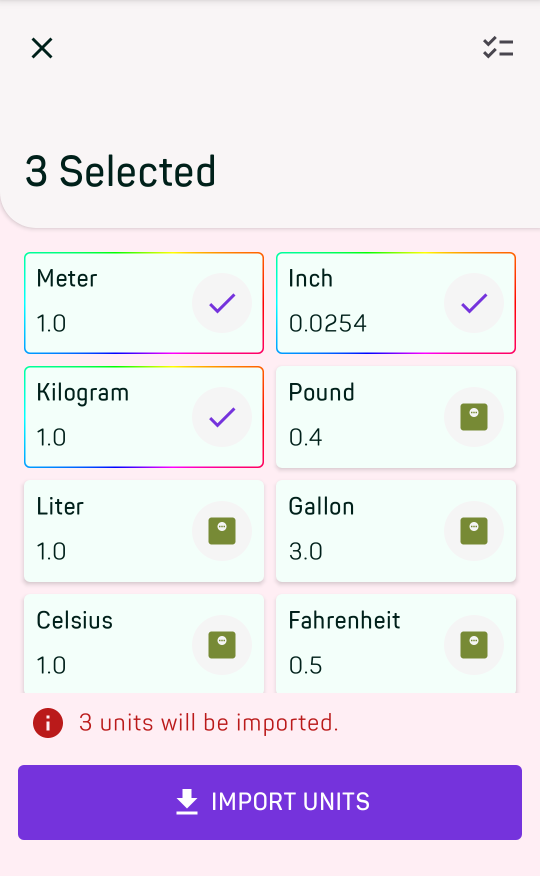 3 Selected
Meter
1.0
Inch
0.0254
Kilogram
1.0
Pound
0.4
Liter
1.0
Gallon
3.0
Celsius
1.0
Fahrenheit
0.5
3 units will be imported.
IMPORT UNITS